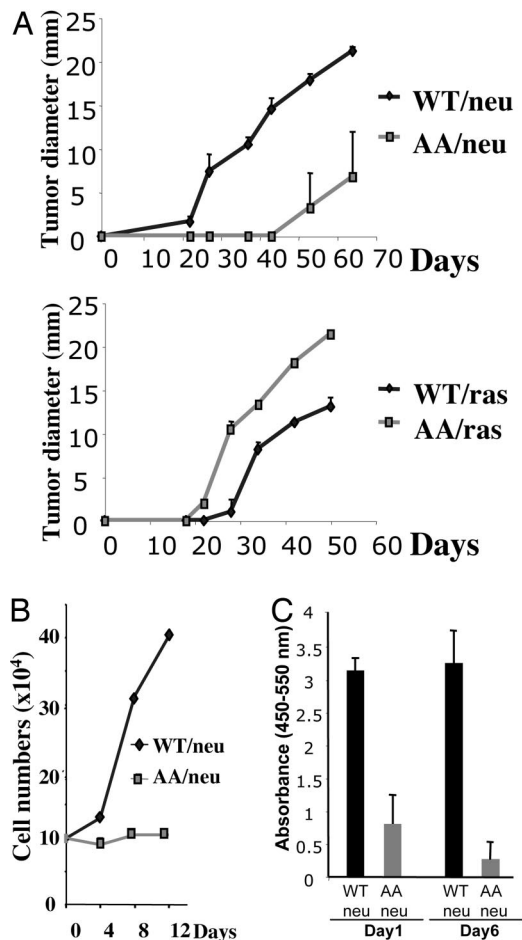 A
Tumor diameter (mm)
25
20
15
10
5
0
0 10 20 30 40 50 60 70 Days
WT/neu
AA/neu
Tumor diameter (mm)
25
20
15
10
5
0
0 10 20 30 40 50 60 Days
WT/ras
AA/ras
B
Cell numbers (x10⁴)
50
40
30
20
10
0
0 4 8 12 Days
WT/neu
AA/neu
C
Absorbance (450-550 nm)
4
3.5
3
2.5
2
1.5
1
0.5
0
WT AA WT AA
neu neu neu neu
Day1 Day6